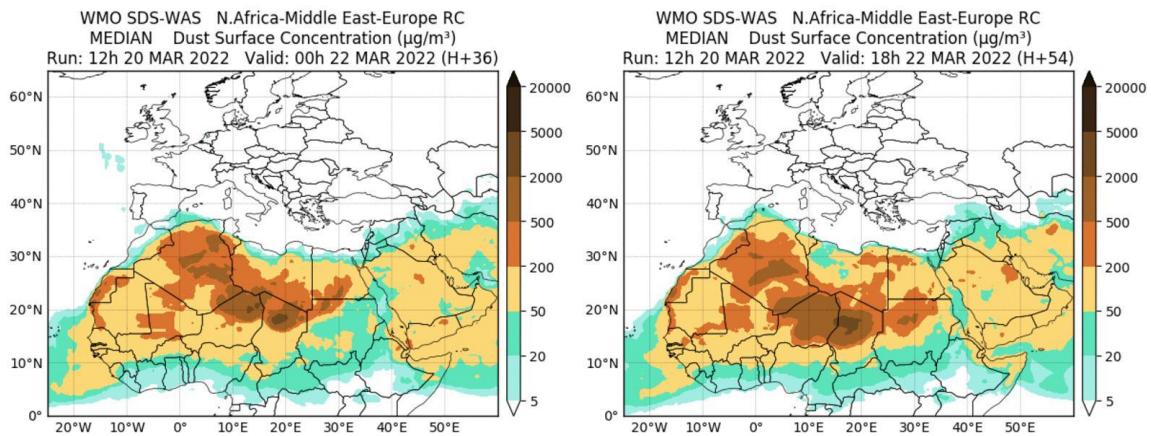 WMO SDS-WAS   N.Africa-Middle East-Europe RC
MEDIAN    Dust Surface Concentration (µg/m³)
Run: 12h 20 MAR 2022   Valid: 00h 22 MAR 2022 (H+36)
60°N
50°N
40°N
30°N
20°N
10°N
0°
20°W 10°W 0° 10°E 20°E 30°E 40°E 50°E
20000
5000
2000
500
200
50
20
5
WMO SDS-WAS   N.Africa-Middle East-Europe RC
MEDIAN    Dust Surface Concentration (µg/m³)
Run: 12h 20 MAR 2022   Valid: 18h 22 MAR 2022 (H+54)
60°N
50°N
40°N
30°N
20°N
10°N
0°
20°W 10°W 0° 10°E 20°E 30°E 40°E 50°E
20000
5000
2000
500
200
50
20
5